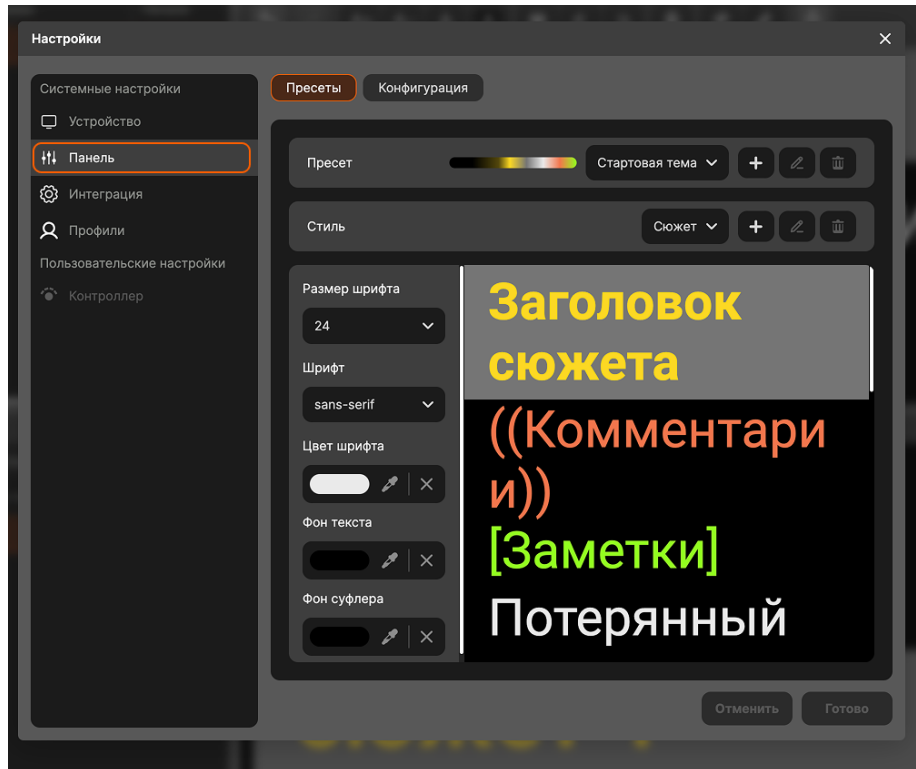 Настройки
Системные настройки
Устройство
Панель
Интеграция
Профили
Пользовательские настройки
Контроллер
Пресеты
Конфигурация
Пресет
Стартовая тема
Стиль
Сюжет
Размер шрифта
24
Шрифт
sans-serif
Цвет шрифта
Фон текста
Фон суфлера
Заголовок
сюжета
((Комментари
и))
[Заметки]
Потерянный
Отменить
Готово